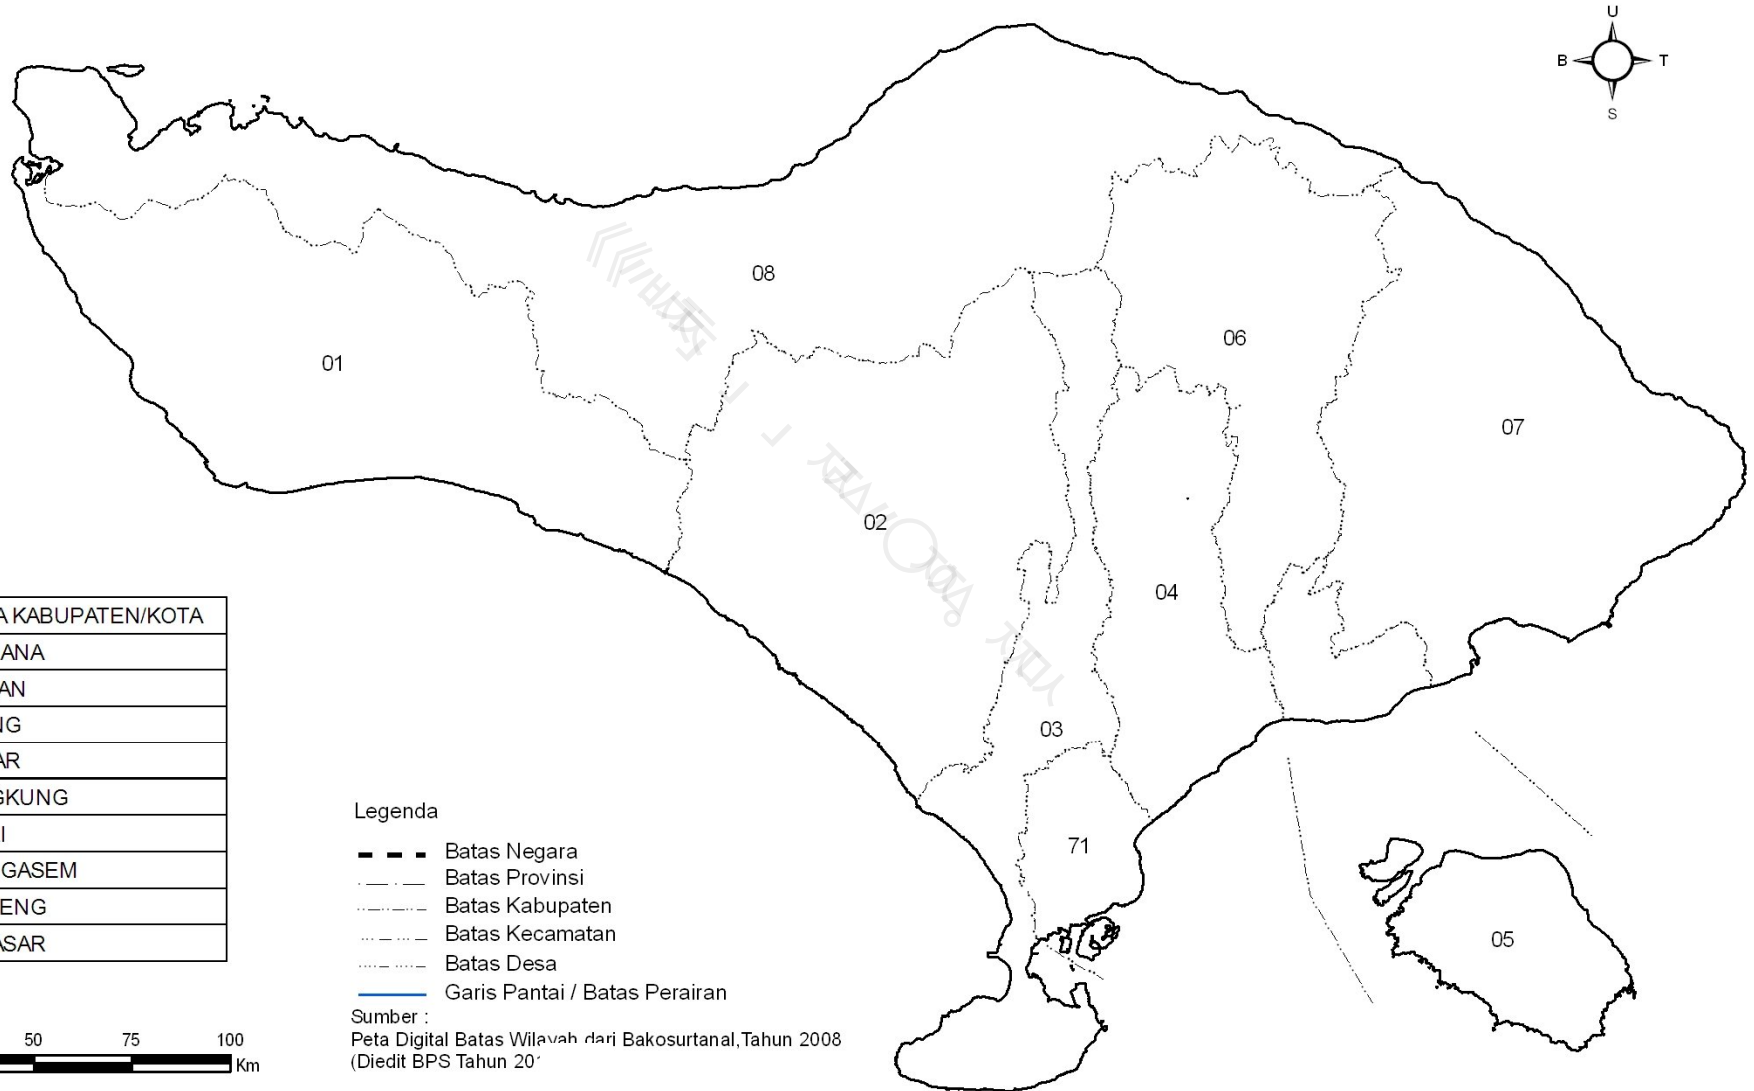 U
B
T
S
08
01
06
07
02
04
03
71
05
A KABUPATEN/KOTA
ANA
AN
NG
AR
GKUNG
I
GASEM
ENG
ASAR
Legenda
Batas Negara
Batas Provinsi
Batas Kabupaten
Batas Kecamatan
Batas Desa
Garis Pantai / Batas Perairan
50 75 100
Km
Sumber :
Peta Digital Batas Wilayah dari Bakosurtanal,Tahun 2008
(Diedit BPS Tahun 20